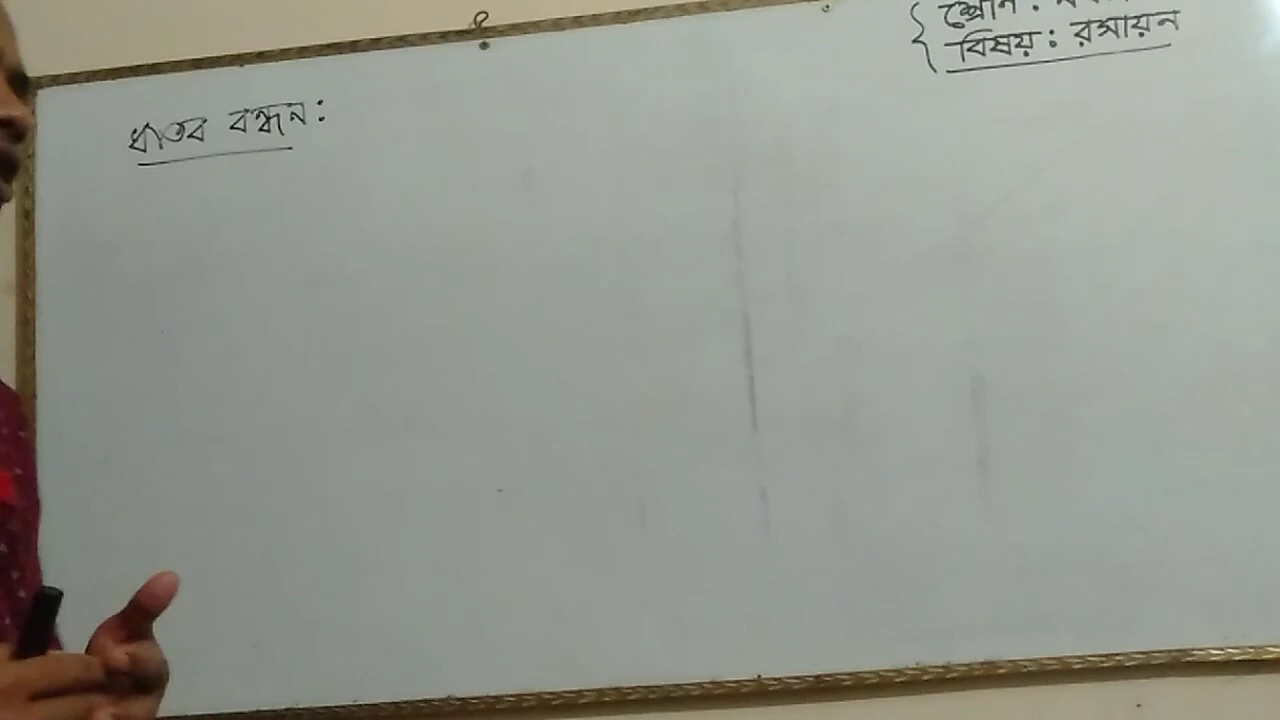 শ্রেণি :
বিষয় : রসায়ন
ধাতব বন্ধন :